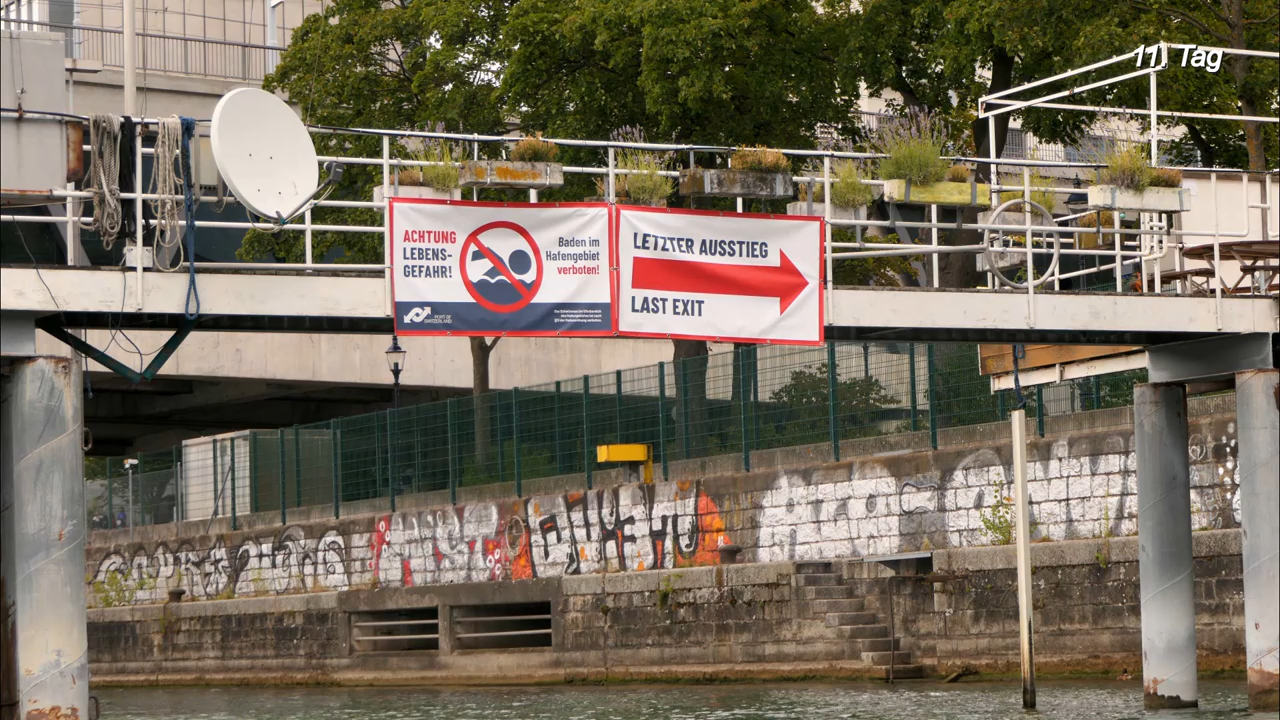 11. Tag
ACHTUNG
LEBENS-
GEFAHR!
Baden im
Hafengebiet
verboten!
PORT OF
SWITZERLAND
LETZTER AUSSTIEG
LAST EXIT